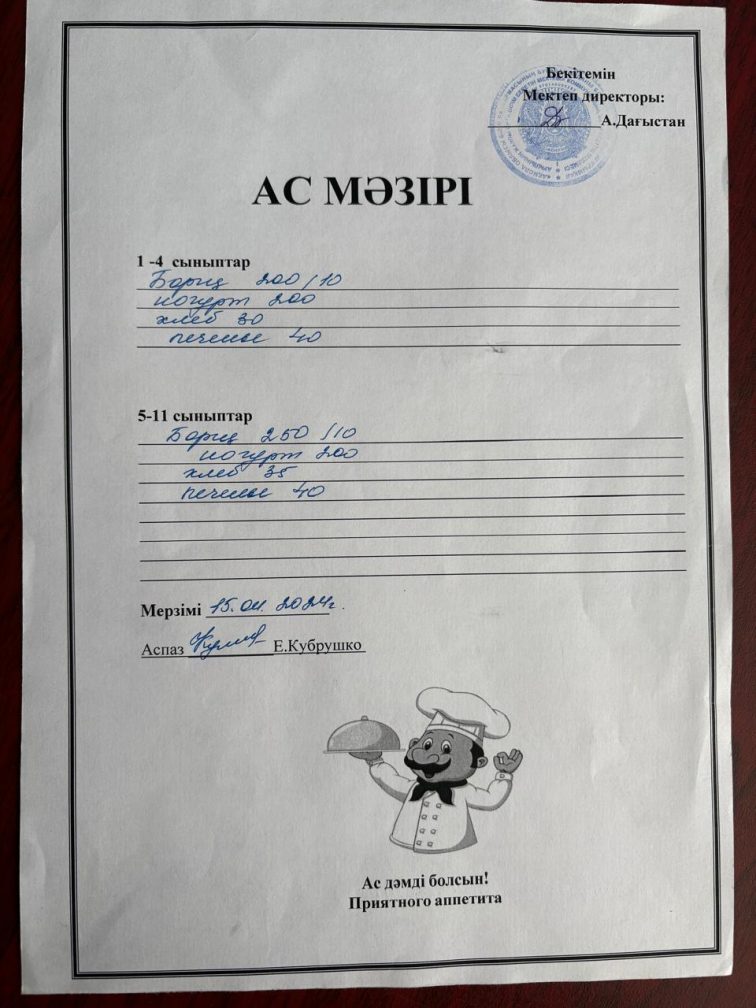 Бекітемін
Мектеп директоры:
А.Дағыстан
АС МӘЗІРІ
1 -4 сыныптар
Борщ 200/10
йогурт 200
хлеб 30
печенье 40
5-11 сыныптар
Борщ 250/10
йогурт 200
хлеб 35
печенье 40
Мерзімі 15.04.2024г.
Аспаз Е.Кубрушко
Ас дәмді болсын!
Приятного аппетита